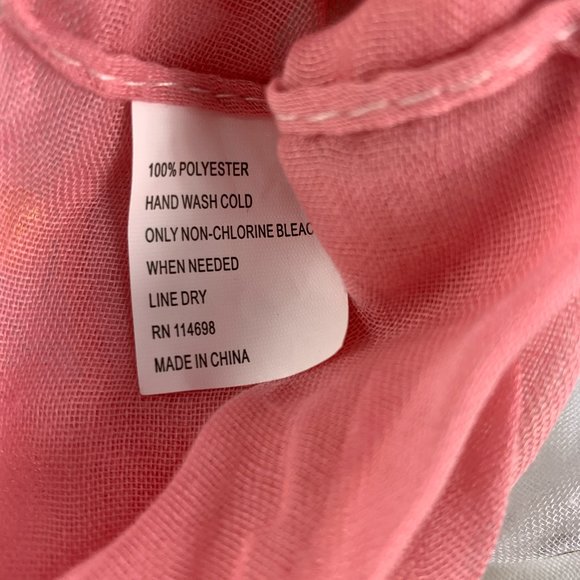 100% POLYESTER
HAND WASH COLD
ONLY NON-CHLORINE BLEAC
WHEN NEEDED
LINE DRY
RN 114698
MADE IN CHINA